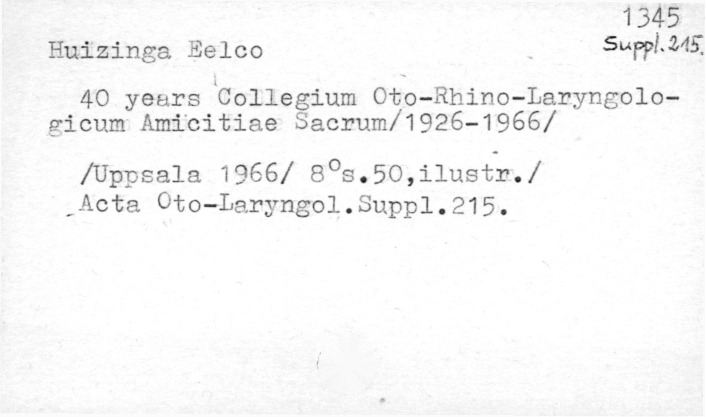 1345
Suppl.215.
Huizinga Eelco
40 years Collegium Oto-Rhino-Laryngolo-
gicum Amicitiae Sacrum/1926-1966/
/Uppsala 1966/ 8°s.50,ilustr./
Acta Oto-Laryngol.Suppl.215.